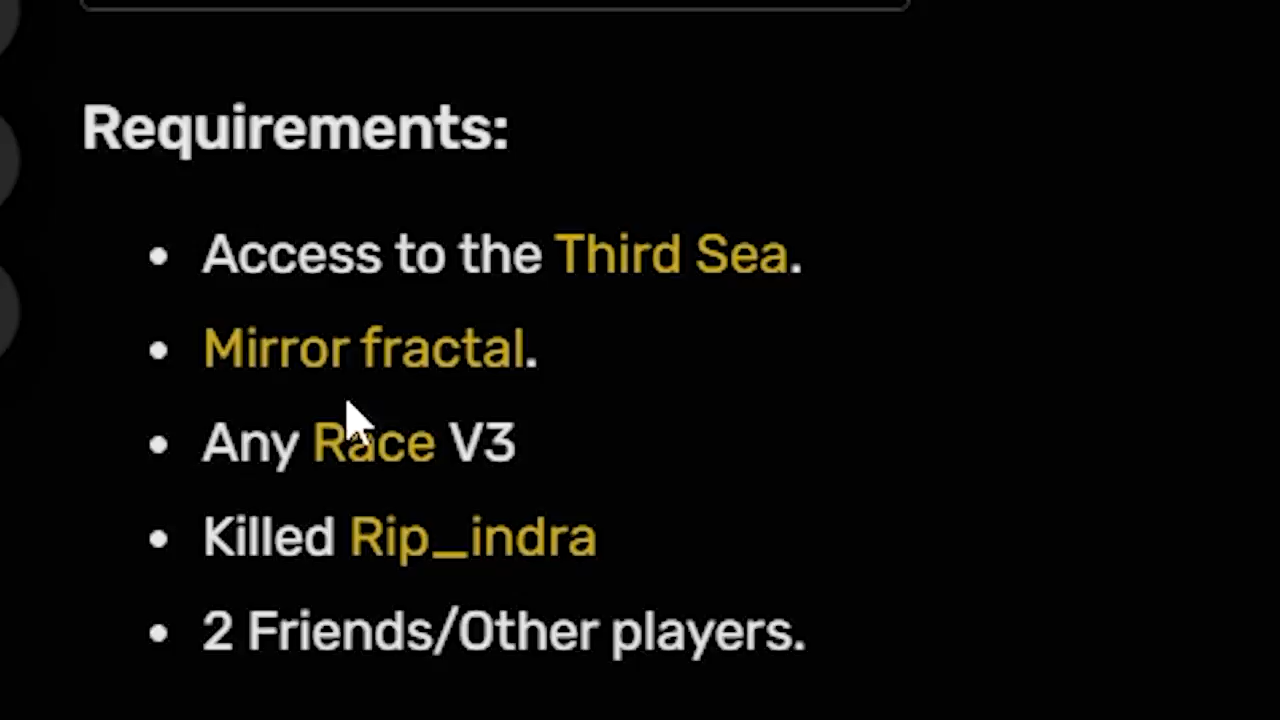 Requirements:
• Access to the Third Sea.
• Mirror fractal.
• Any Race V3
• Killed Rip_indra
• 2 Friends/Other players.